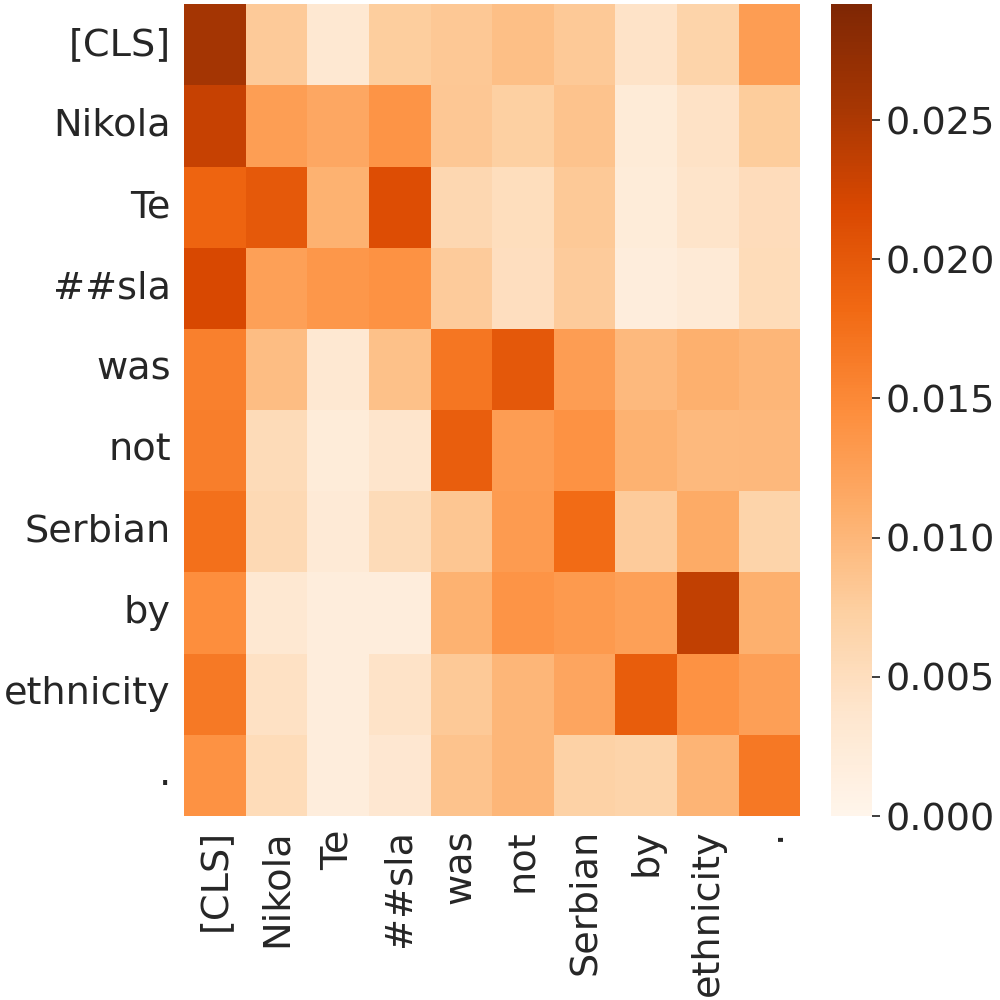 [CLS]
Nikola
Te
##sla
was
not
Serbian
by
ethnicity
.
[CLS]
Nikola
Te
##sla
was
not
Serbian
by
ethnicity
.
0.025
0.020
0.015
0.010
0.005
0.000